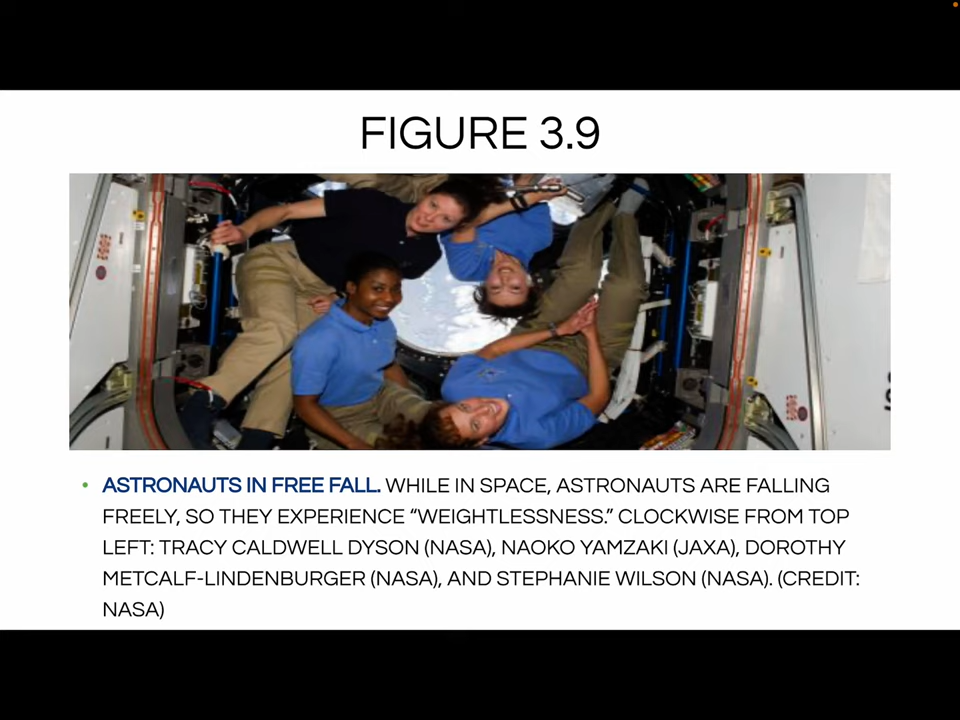 FIGURE 3.9
• ASTRONAUTS IN FREE FALL. WHILE IN SPACE, ASTRONAUTS ARE FALLING
FREELY, SO THEY EXPERIENCE “WEIGHTLESSNESS.” CLOCKWISE FROM TOP
LEFT: TRACY CALDWELL DYSON (NASA), NAOKO YAMZAKI (JAXA), DOROTHY
METCALF-LINDENBURGER (NASA), AND STEPHANIE WILSON (NASA). (CREDIT:
NASA)